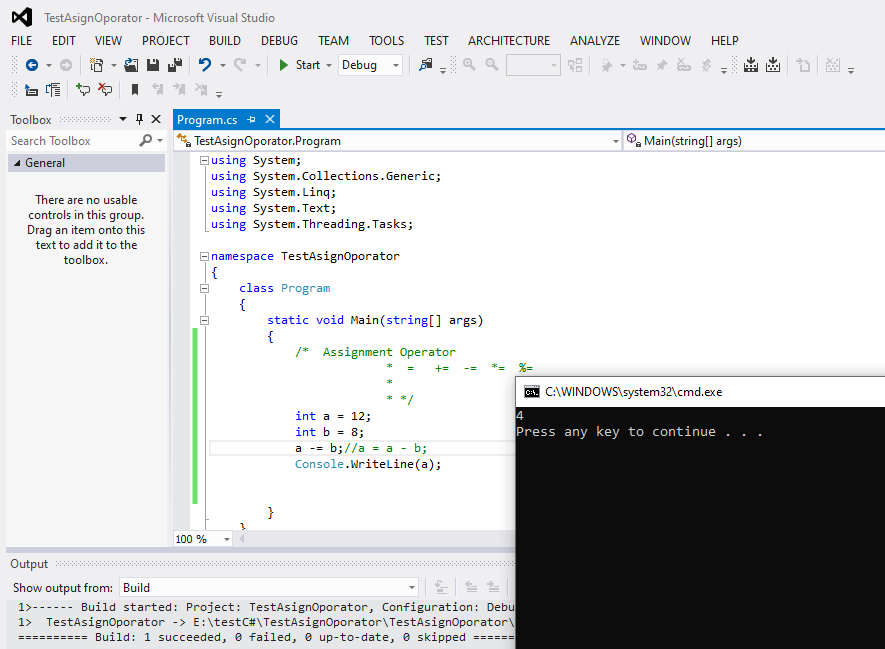 TestAsignOporator - Microsoft Visual Studio
FILE EDIT VIEW PROJECT BUILD DEBUG TEAM TOOLS TEST ARCHITECTURE ANALYZE WINDOW HELP
Start Debug
Toolbox
Search Toolbox
General
There are no usable
controls in this group.
Drag an item onto this
text to add it to the
toolbox.
Program.cs
TestAsignOporator.Program
Main(string[] args)
using System;
using System.Collections.Generic;
using System.Linq;
using System.Text;
using System.Threading.Tasks;
namespace TestAsignOporator
{
class Program
{
static void Main(string[] args)
{
/* Assignment Operator
* = += -= *= %=
*
* */
int a = 12;
int b = 8;
a -= b;//a = a - b;
Console.WriteLine(a);
}
}
100 %
C:\WINDOWS\system32\cmd.exe
4
Press any key to continue . . .
Output
Show output from: Build
1>------ Build started: Project: TestAsignOporator, Configuration: Debu
1> TestAsignOporator -> E:\testC#\TestAsignOporator\TestAsignOporator\
========== Build: 1 succeeded, 0 failed, 0 up-to-date, 0 skipped ======